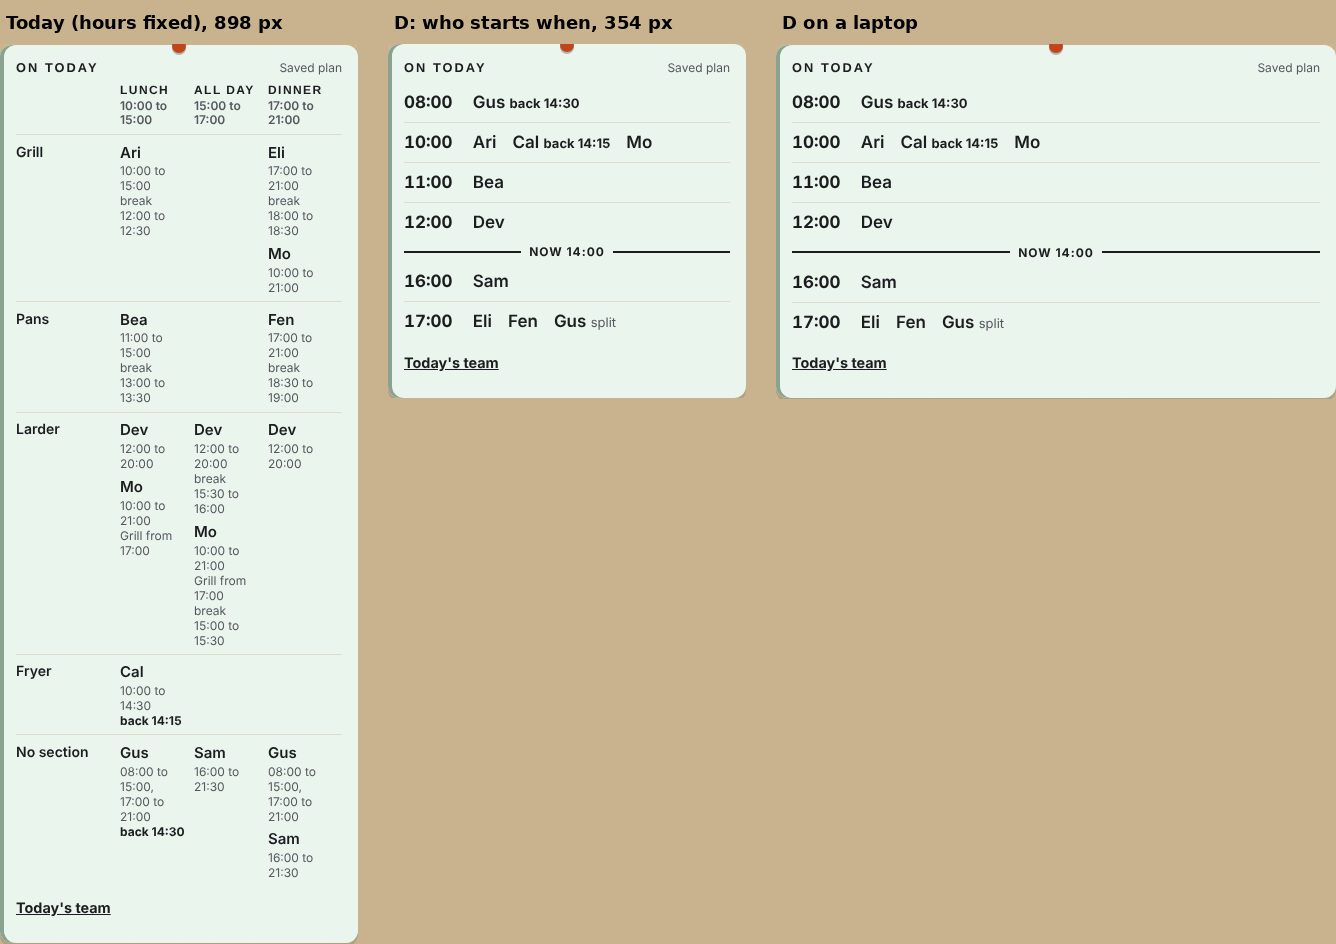 Today (hours fixed), 898 px
ON TODAY
Saved plan
LUNCH ALL DAY DINNER
10:00 to 15:00 to 17:00 to
15:00 17:00 21:00
Grill
Ari
10:00 to
15:00
break
12:00 to
12:30
Eli
17:00 to
21:00
break
18:00 to
18:30
Mo
10:00 to
21:00
Pans
Bea
11:00 to
15:00
break
13:00 to
13:30
Fen
17:00 to
21:00
break
18:30 to
19:00
Larder
Dev
12:00 to
20:00
Mo
10:00 to
21:00
Grill from
17:00
Dev
12:00 to
20:00
break
15:30 to
16:00
Mo
10:00 to
21:00
Grill from
17:00
break
15:00 to
15:30
Dev
12:00 to
20:00
Fryer
Cal
10:00 to
14:30
back 14:15
No section
Gus
08:00 to
15:00,
17:00 to
21:00
back 14:30
Sam
16:00 to
21:30
Gus
08:00 to
15:00,
17:00 to
21:00
Sam
16:00 to
21:30
Today's team
D: who starts when, 354 px
ON TODAY
Saved plan
08:00 Gus back 14:30
10:00 Ari Cal back 14:15 Mo
11:00 Bea
12:00 Dev
NOW 14:00
16:00 Sam
17:00 Eli Fen Gus split
Today's team
D on a laptop
ON TODAY
Saved plan
08:00 Gus back 14:30
10:00 Ari Cal back 14:15 Mo
11:00 Bea
12:00 Dev
NOW 14:00
16:00 Sam
17:00 Eli Fen Gus split
Today's team